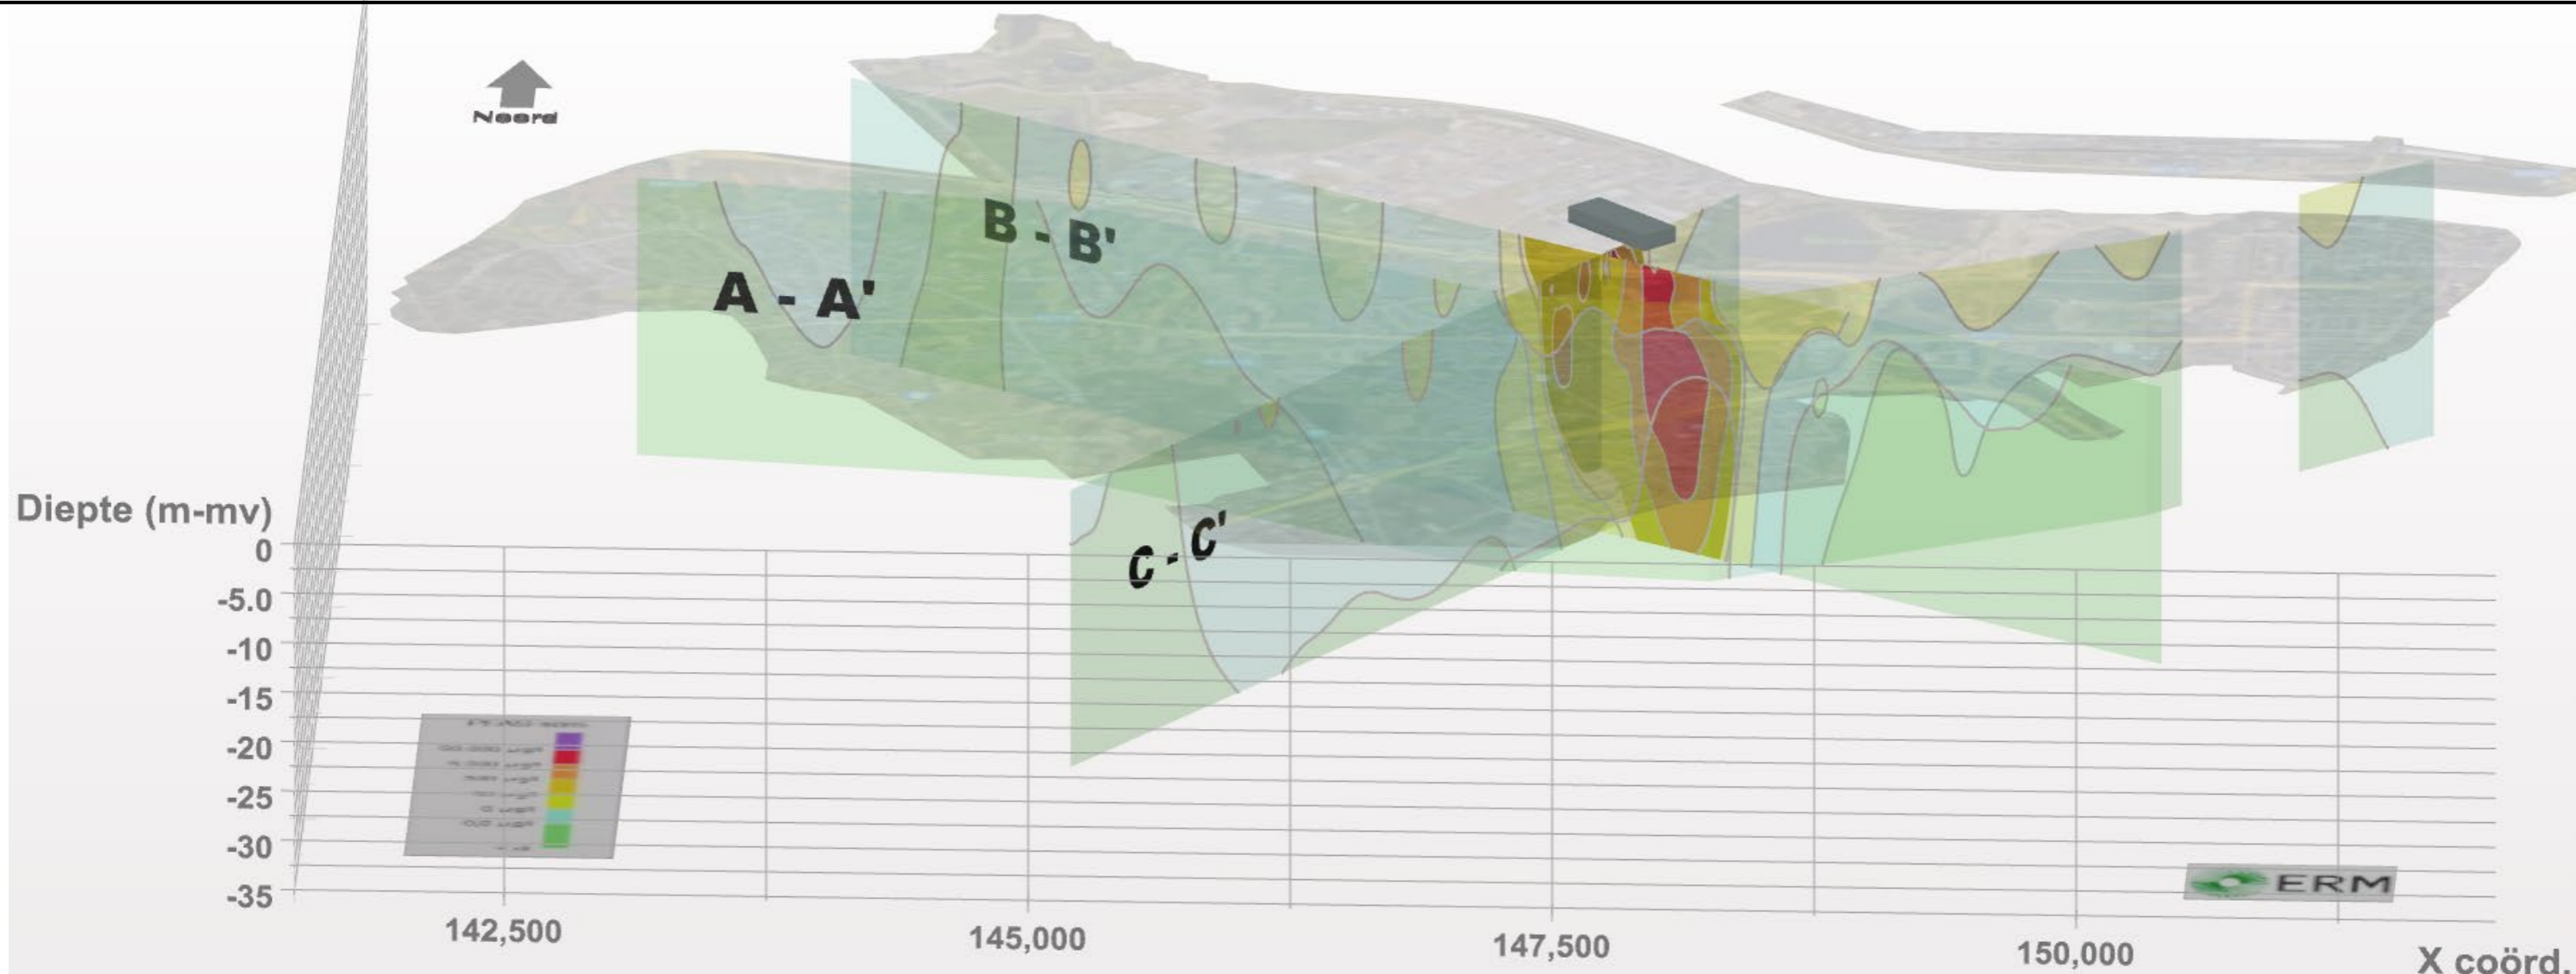 Noord
B - B'
A - A'
C - C'
Diepte (m-mv)
0
-5.0
-10
-15
-20
-25
-30
-35
ERM
142,500
145,000
147,500
150,000
X coörd.